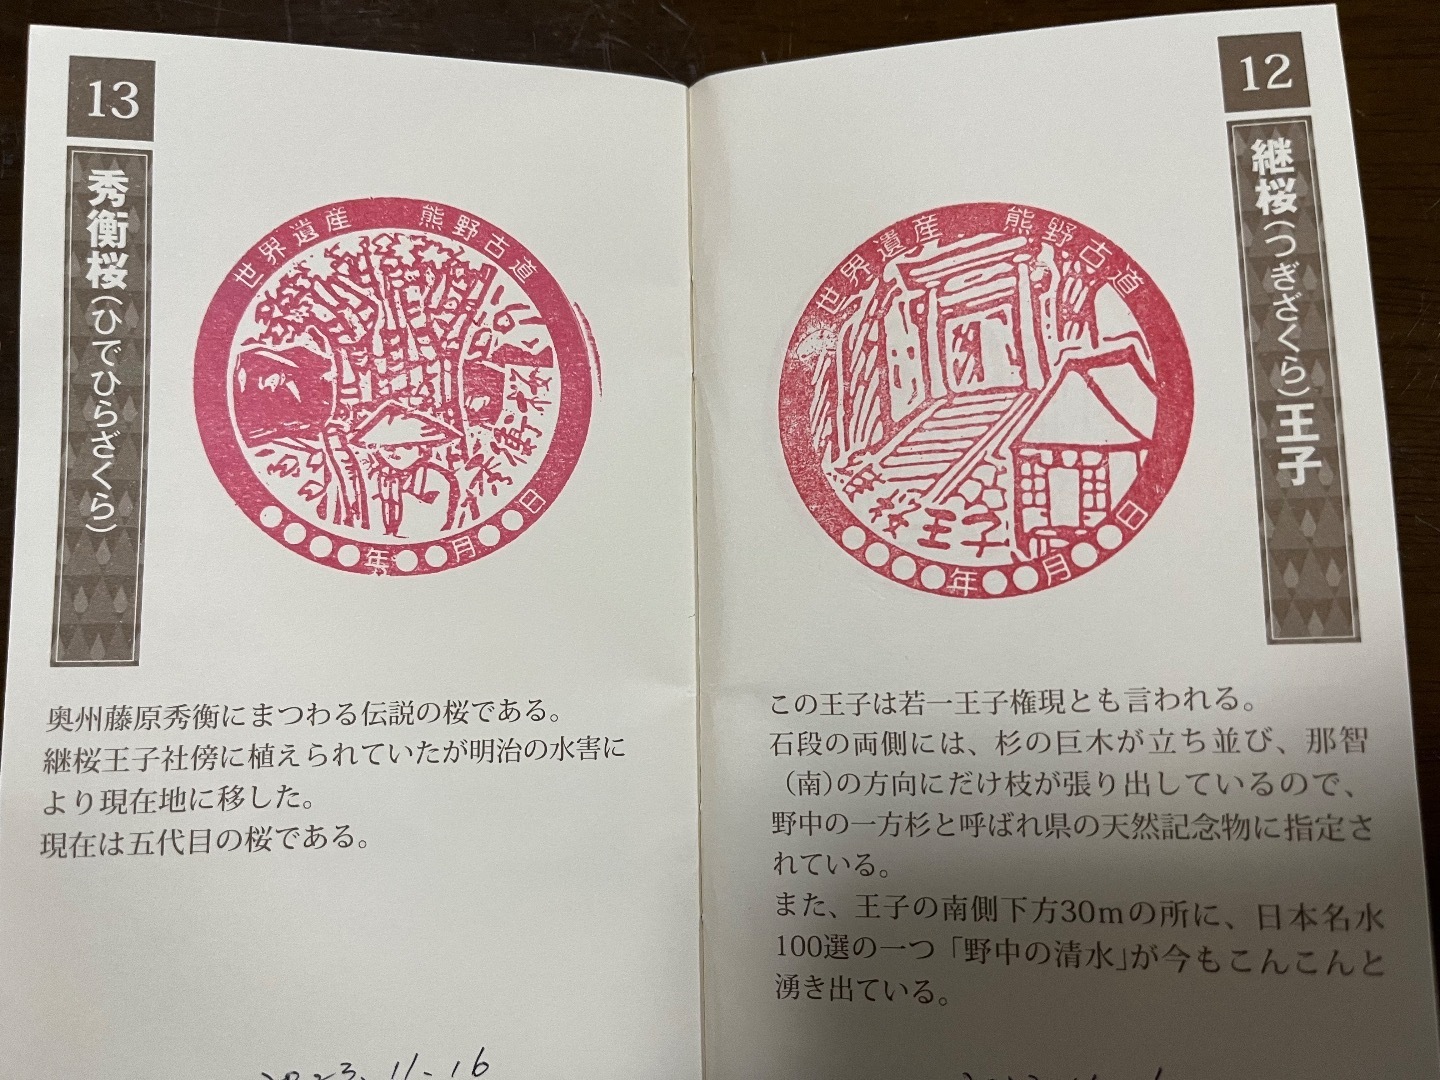 12
継桜(つぎざくら)王子
世界遺産 熊野古道
継桜王子
年 月 日
この王子は若一王子権現とも言われる。
石段の両側には、杉の巨木が立ち並び、那智
(南)の方向にだけ枝が張り出しているので、
野中の一方杉と呼ばれ県の天然記念物に指定さ
れている。
また、王子の南側下方30mの所に、日本名水
100選の一つ「野中の清水」が今もこんこんと
湧き出ている。
13
秀衡桜(ひでひらざくら)
世界遺産 熊野古道
秀衡桜
年 月 日
奥州藤原秀衡にまつわる伝説の桜である。
継桜王子社傍に植えられていたが明治の水害に
より現在地に移した。
現在は五代目の桜である。
2023.11.16